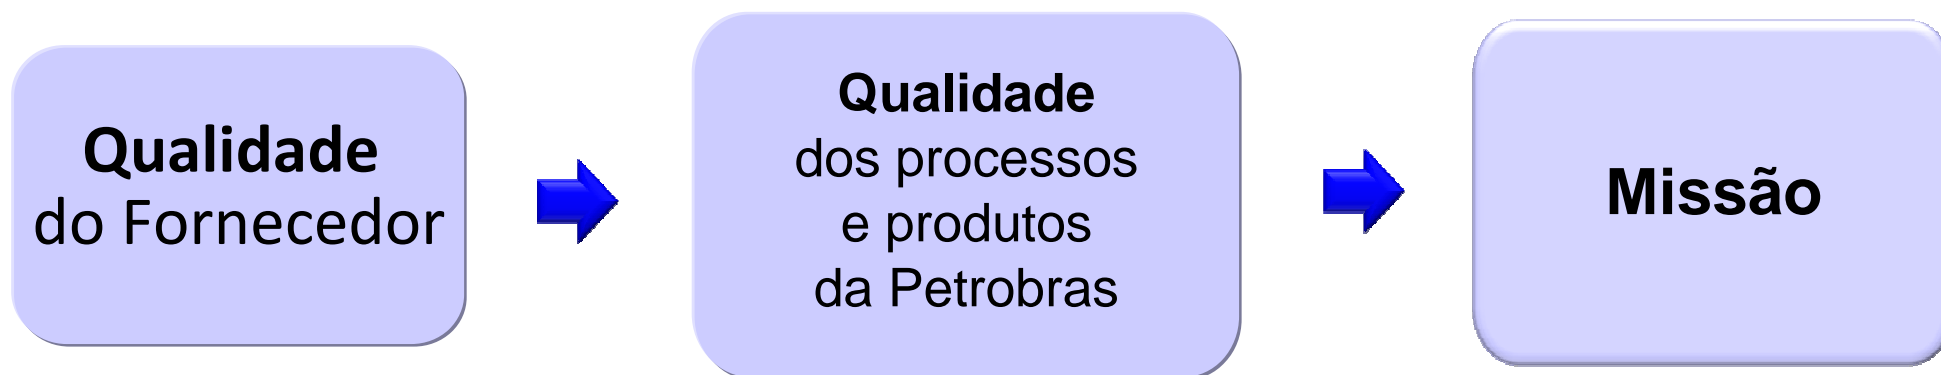 Qualidade
do Fornecedor
Qualidade
dos processos
e produtos
da Petrobras
Missão